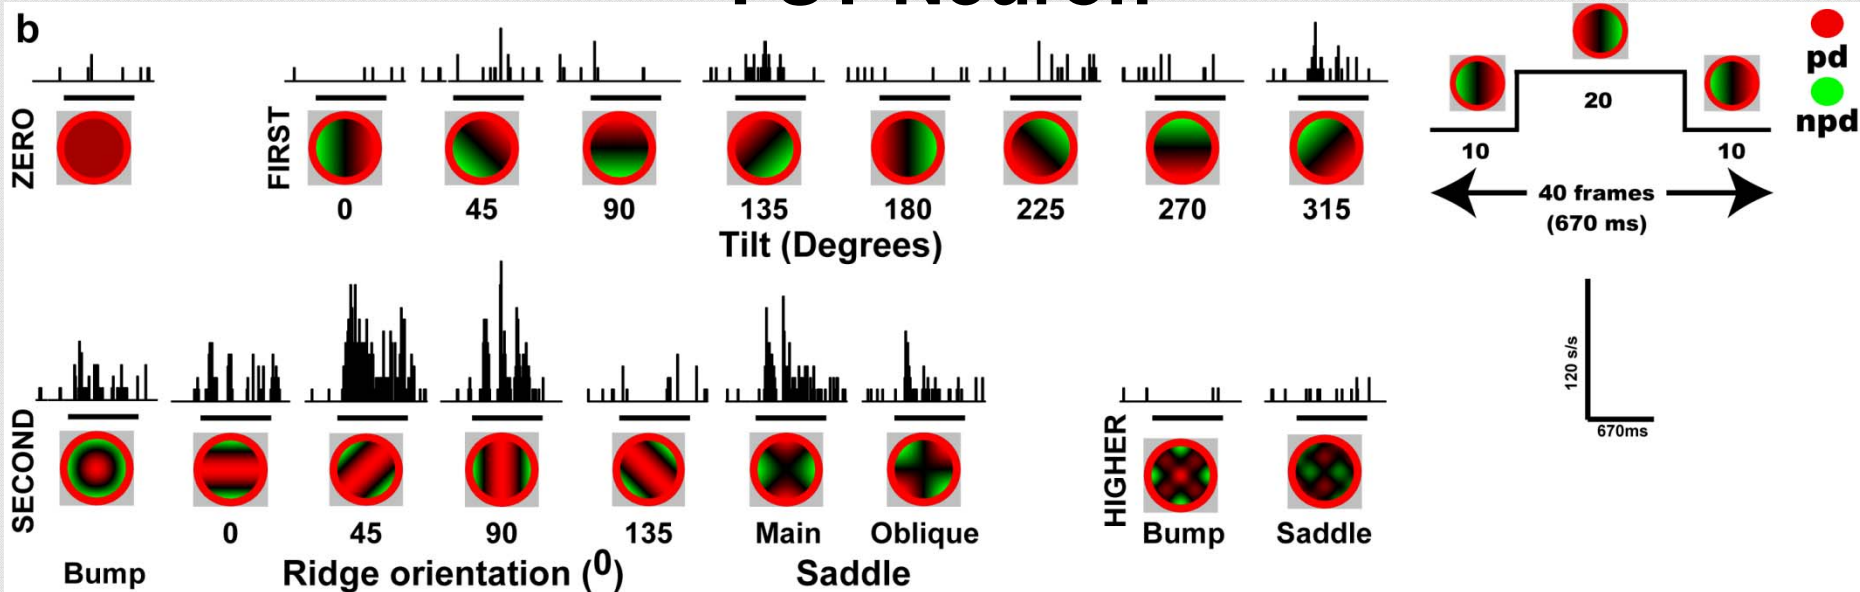 b
ZERO
FIRST
0 45 90 135 180 225 270 315
Tilt (Degrees)
pd
npd
20
10 10
40 frames
(670 ms)
120 s/s
670ms
SECOND
0 45 90 135 Main Oblique
Bump Ridge orientation (0) Saddle
HIGHER
Bump Saddle